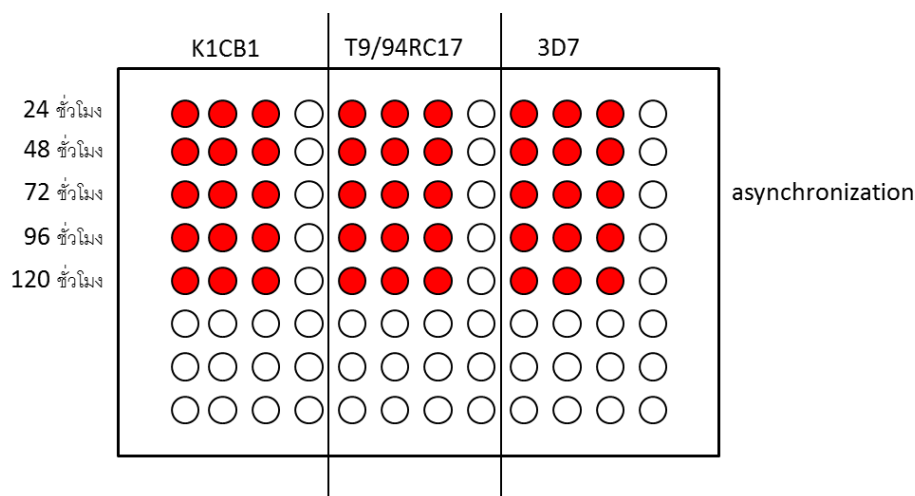 K1CB1 T9/94RC17 3D7
24 ชั่วโมง
48 ชั่วโมง
72 ชั่วโมง
asynchronization
96 ชั่วโมง
120 ชั่วโมง